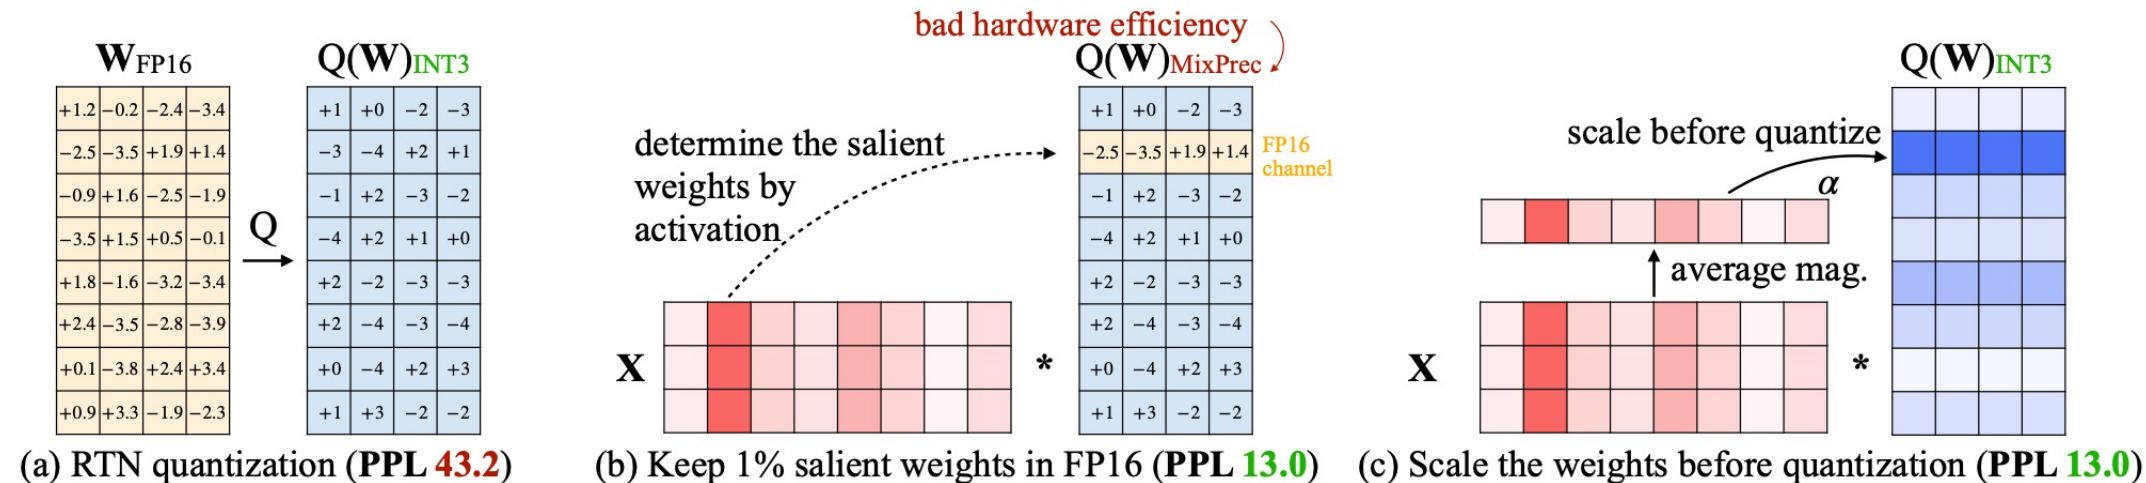 W_FP16
Q(W)_INT3
+1.2 −0.2 −2.4 −3.4
−2.5 −3.5 +1.9 +1.4
−0.9 +1.6 −2.5 −1.9
−3.5 +1.5 +0.5 −0.1
+1.8 −1.6 −3.2 −3.4
+2.4 −3.5 −2.8 −3.9
+0.1 −3.8 +2.4 +3.4
+0.9 +3.3 −1.9 −2.3
Q
+1 +0 −2 −3
−3 −4 +2 +1
−1 +2 −3 −2
−4 +2 +1 +0
+2 −2 −3 −3
+2 −4 −3 −4
+0 −4 +2 +3
+1 +3 −2 −2
(a) RTN quantization (PPL 43.2)
bad hardware efficiency
Q(W)_MixPrec
determine the salient
weights by
activation
+1 +0 −2 −3
−2.5 −3.5 +1.9 +1.4
−1 +2 −3 −2
−4 +2 +1 +0
+2 −2 −3 −3
+2 −4 −3 −4
+0 −4 +2 +3
+1 +3 −2 −2
FP16
channel
X
*
(b) Keep 1% salient weights in FP16 (PPL 13.0)
Q(W)_INT3
scale before quantize
α
average mag.
X
*
(c) Scale the weights before quantization (PPL 13.0)